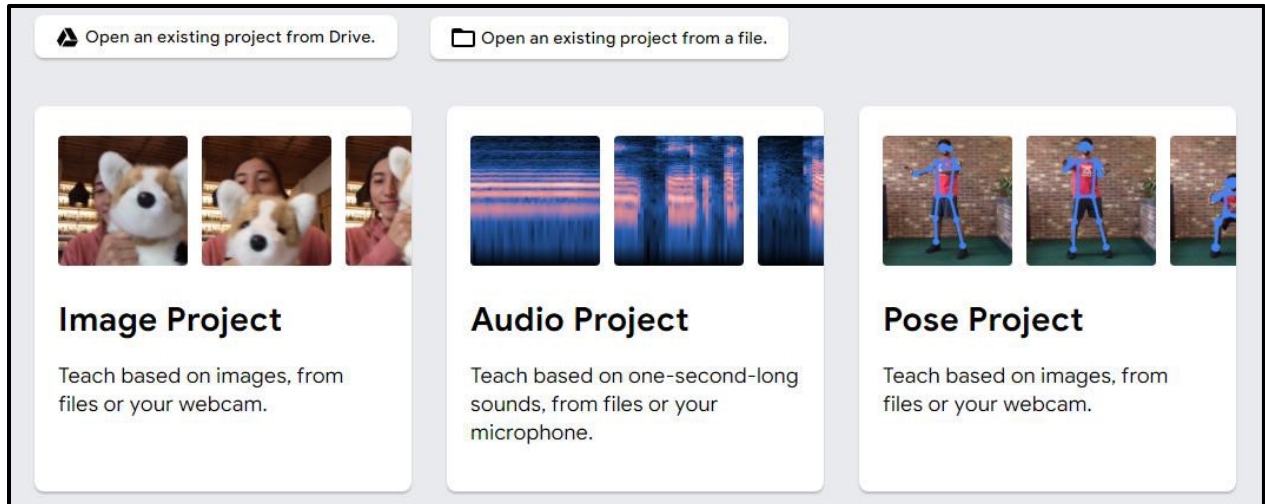 Open an existing project from Drive.
Open an existing project from a file.
Image Project
Teach based on images, from
files or your webcam.
Audio Project
Teach based on one-second-long
sounds, from files or your
microphone.
Pose Project
Teach based on images, from
files or your webcam.